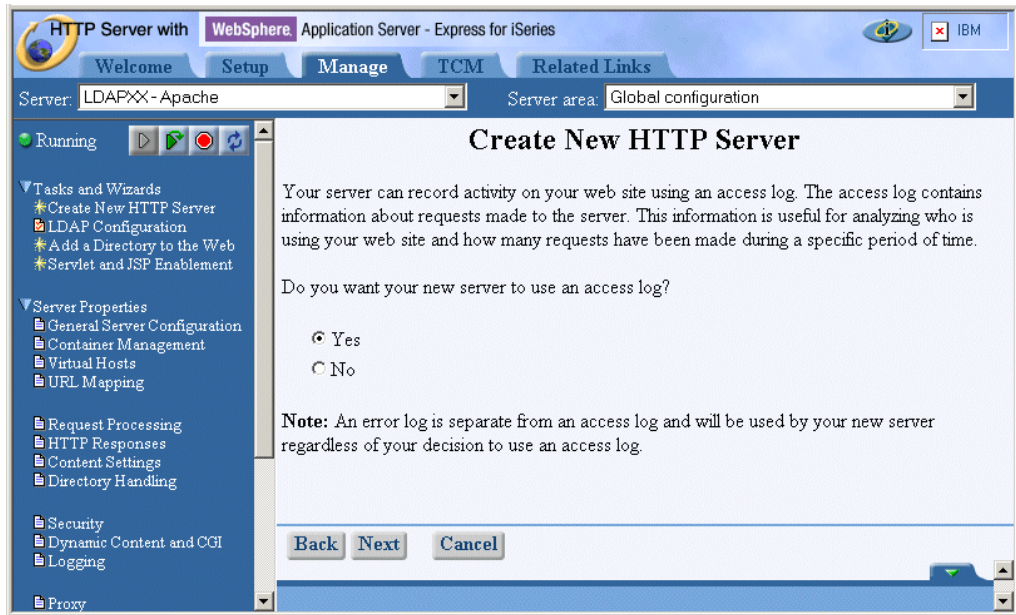 HTTP Server with WebSphere. Application Server - Express for iSeries
IBM
Welcome Setup Manage TCM Related Links
Server: LDAPXX - Apache Server area: Global configuration
Running
Tasks and Wizards
Create New HTTP Server
LDAP Configuration
Add a Directory to the Web
Servlet and JSP Enablement
Server Properties
General Server Configuration
Container Management
Virtual Hosts
URL Mapping
Request Processing
HTTP Responses
Content Settings
Directory Handling
Security
Dynamic Content and CGI
Logging
Proxy
Create New HTTP Server
Your server can record activity on your web site using an access log. The access log contains
information about requests made to the server. This information is useful for analyzing who is
using your web site and how many requests have been made during a specific period of time.
Do you want your new server to use an access log?
Yes
No
Note: An error log is separate from an access log and will be used by your new server
regardless of your decision to use an access log.
Back Next Cancel